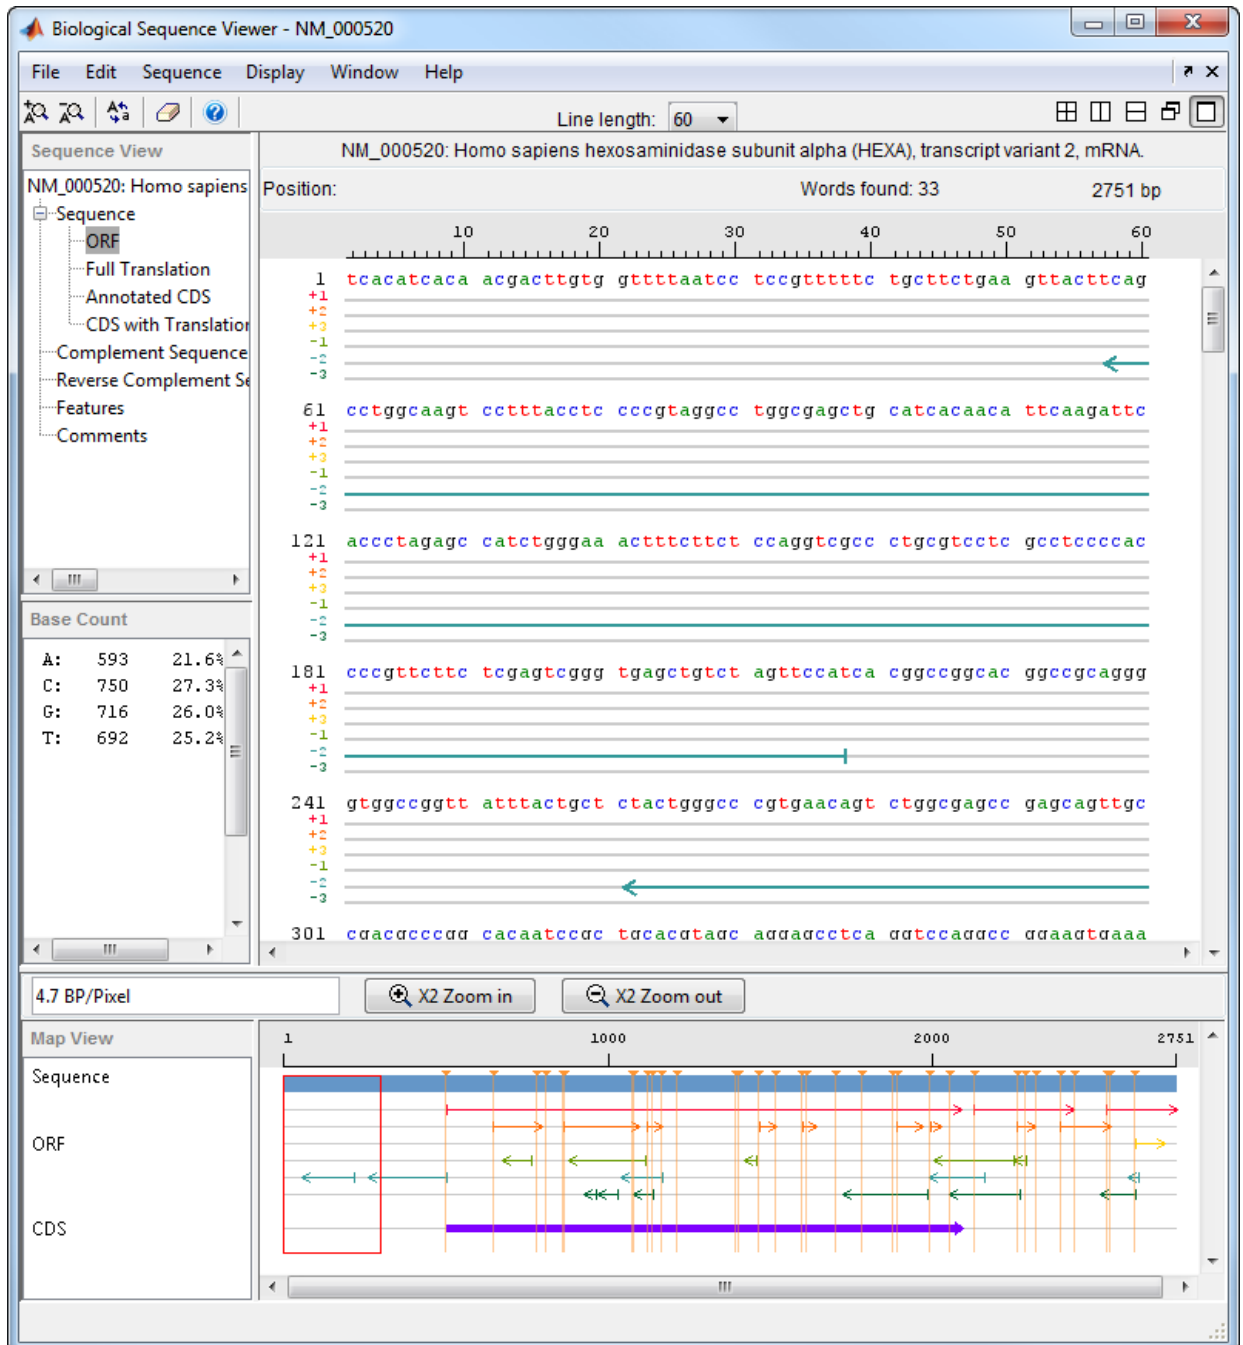 Biological Sequence Viewer - NM_000520
File Edit Sequence Display Window Help
Line length: 60
Sequence View
NM_000520: Homo sapiens
Sequence
ORF
Full Translation
Annotated CDS
CDS with Translation
Complement Sequence
Reverse Complement Se
Features
Comments
NM_000520: Homo sapiens hexosaminidase subunit alpha (HEXA), transcript variant 2, mRNA.
Position: Words found: 33 2751 bp
10 20 30 40 50 60
1 tcacatcaca acgacttgtg gttttaatcc tccgtttttc tgcttctgaa gttacttcag
+1
+2
+3
-1
-2
-3
61 cctggcaagt cctttacctc cccgtaggcc tggcgagctg catcacaaca ttcaagattc
+1
+2
+3
-1
-2
-3
121 accctagagc catctgggaa actttcttct ccaggtcgcc ctgcgtcctc gcctccccac
+1
+2
+3
-1
-2
-3
181 cccgttcttc tcgagtcggg tgagctgtct agttccatca cggccggcac ggccgcaggg
+1
+2
+3
-1
-2
-3
241 gtggccggtt atttactgct ctactgggcc cgtgaacagt ctggcgagcc gagcagttgc
+1
+2
+3
-1
-2
-3
301 cgacgcccgg cacaatccgc tgcacgtagc aggagcctca ggtccaggcc ggaagtgaaa
Base Count
A: 593 21.6%
C: 750 27.3%
G: 716 26.0%
T: 692 25.2%
4.7 BP/Pixel
X2 Zoom in
X2 Zoom out
Map View
1 1000 2000 2751
Sequence
ORF
CDS